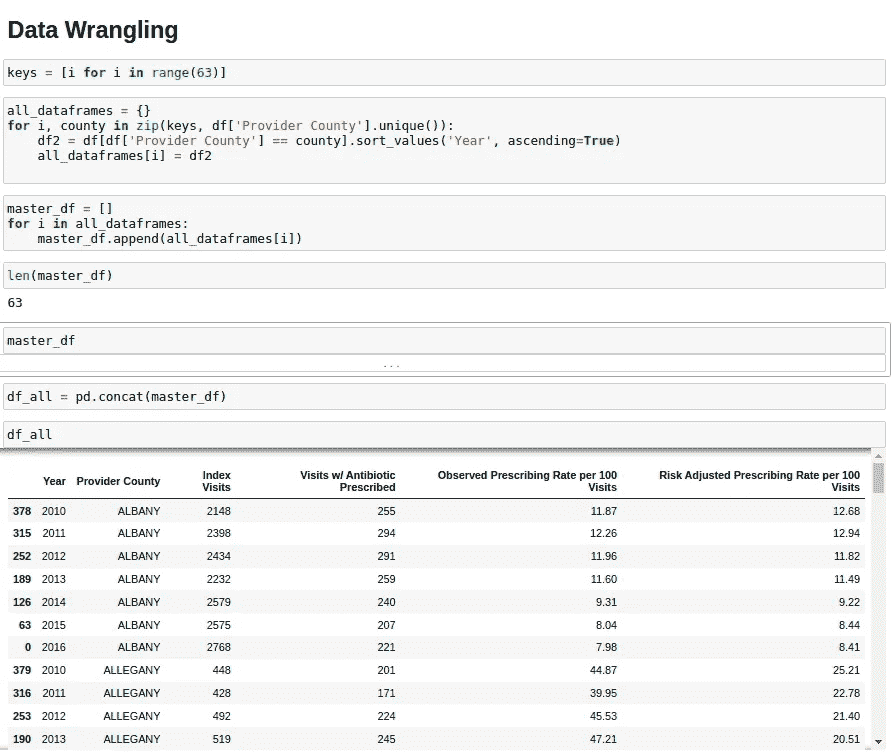 Data Wrangling
keys = [i for i in range(63)]
all_dataframes = {}
for i, county in zip(keys, df['Provider County'].unique()):
    df2 = df[df['Provider County'] == county].sort_values('Year', ascending=True)
    all_dataframes[i] = df2
master_df = []
for i in all_dataframes:
    master_df.append(all_dataframes[i])
len(master_df)
63
master_df
...
df_all = pd.concat(master_df)
df_all
Year Provider County Index Visits Visits w/ Antibiotic Prescribed Observed Prescribing Rate per 100 Visits Risk Adjusted Prescribing Rate per 100 Visits
378 2010 ALBANY 2148 255 11.87 12.68
315 2011 ALBANY 2398 294 12.26 12.94
252 2012 ALBANY 2434 291 11.96 11.82
189 2013 ALBANY 2232 259 11.60 11.49
126 2014 ALBANY 2579 240 9.31 9.22
63 2015 ALBANY 2575 207 8.04 8.44
0 2016 ALBANY 2768 221 7.98 8.41
379 2010 ALLEGANY 448 201 44.87 25.21
316 2011 ALLEGANY 428 171 39.95 22.78
253 2012 ALLEGANY 492 224 45.53 21.40
190 2013 ALLEGANY 519 245 47.21 20.51